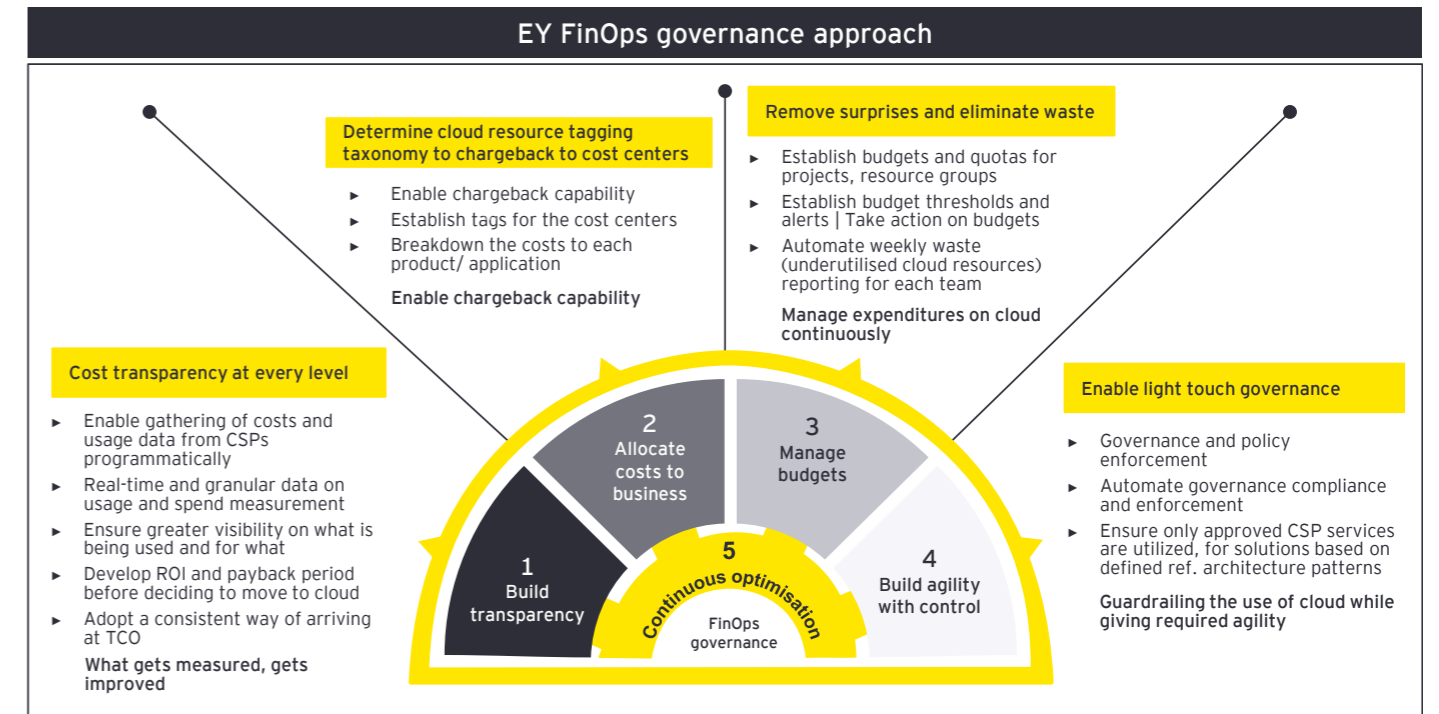 EY FinOps governance approach
Determine cloud resource tagging
taxonomy to chargeback to cost centers
► Enable chargeback capability
► Establish tags for the cost centers
► Breakdown the costs to each
product/ application
Enable chargeback capability
Remove surprises and eliminate waste
► Establish budgets and quotas for
projects, resource groups
► Establish budget thresholds and
alerts | Take action on budgets
► Automate weekly waste
(underutilised cloud resources)
reporting for each team
Manage expenditures on cloud
continuously
Cost transparency at every level
► Enable gathering of costs and
usage data from CSPs
programmatically
► Real-time and granular data on
usage and spend measurement
► Ensure greater visibility on what is
being used and for what
► Develop ROI and payback period
before deciding to move to cloud
► Adopt a consistent way of arriving
at TCO
What gets measured, gets
improved
1
Build
transparency
2
Allocate
costs to
business
3
Manage
budgets
4
Build agility
with control
5
Continuous optimisation
FinOps
governance
Enable light touch governance
► Governance and policy
enforcement
► Automate governance compliance
and enforcement
► Ensure only approved CSP services
are utilized, for solutions based on
defined ref. architecture patterns
Guardrailing the use of cloud while
giving required agility